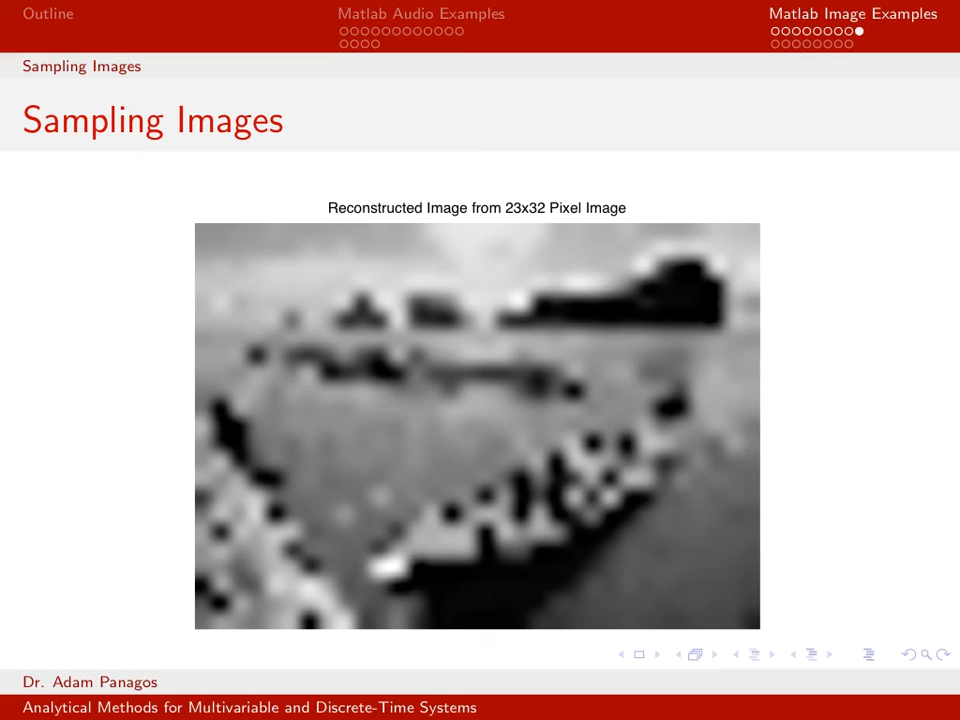 Outline
Matlab Audio Examples
Matlab Image Examples
Sampling Images
Sampling Images
Reconstructed Image from 23x32 Pixel Image
Dr. Adam Panagos
Analytical Methods for Multivariable and Discrete-Time Systems